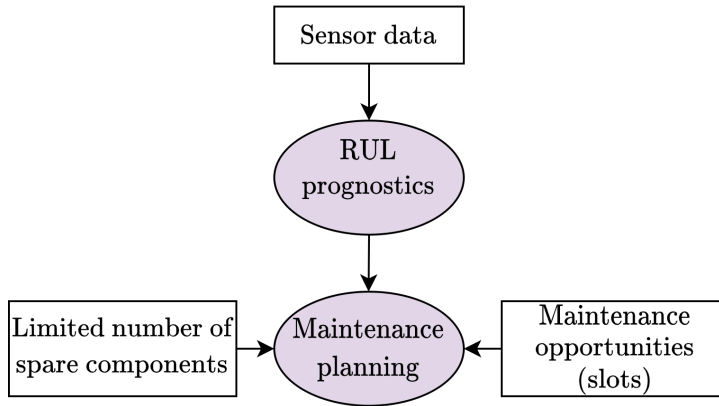 Sensor data
RUL
prognostics
Limited number of
spare components
Maintenance
planning
Maintenance
opportunities
(slots)